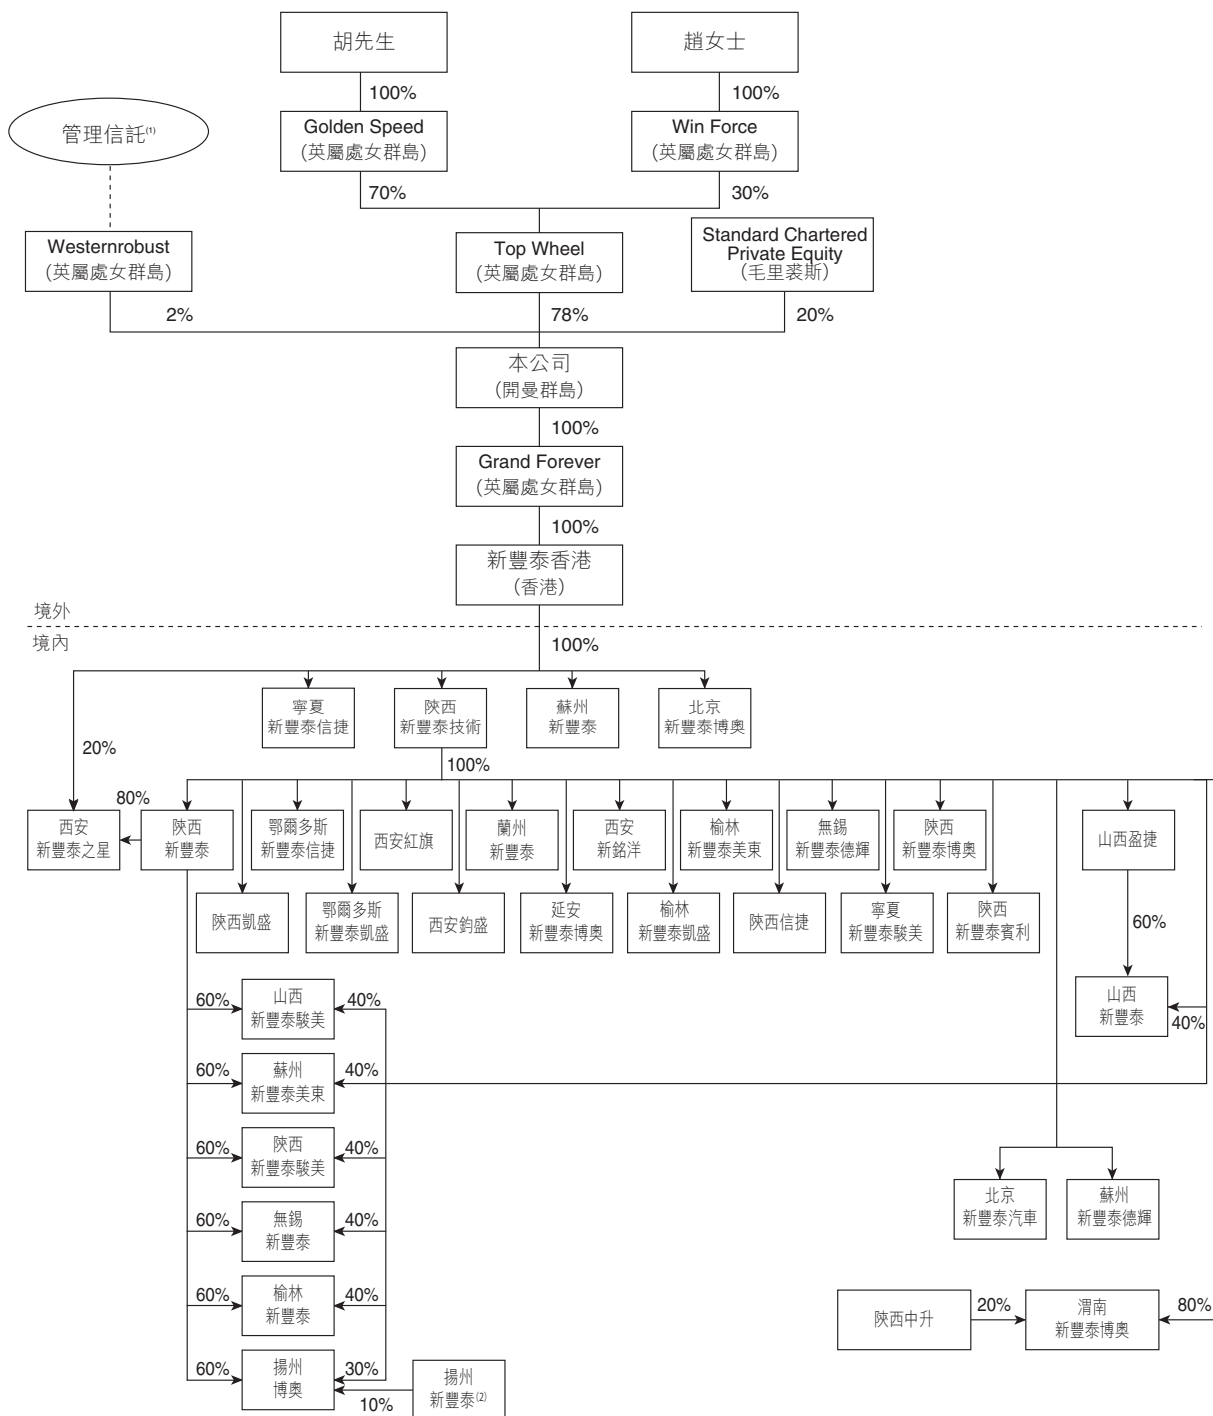 胡先生
趙女士
100%
100%
管理信託(1)
Golden Speed
(英屬處女群島)
Win Force
(英屬處女群島)
70%
30%
Westernrobust
(英屬處女群島)
Top Wheel
(英屬處女群島)
Standard Chartered
Private Equity
(毛里裘斯)
2%
78%
20%
本公司
(開曼群島)
100%
Grand Forever
(英屬處女群島)
100%
新豐泰香港
(香港)
境外
境內
100%
寧夏
新豐泰信捷
陝西
新豐泰技術
蘇州
新豐泰
北京
新豐泰博奧
20%
100%
80%
西安
新豐泰之星
陝西
新豐泰
鄂爾多斯
新豐泰信捷
西安紅旗
蘭州
新豐泰
西安
新銘洋
榆林
新豐泰美東
無錫
新豐泰德輝
陝西
新豐泰博奧
山西盈捷
陝西凱盛
鄂爾多斯
新豐泰凱盛
西安鈞盛
延安
新豐泰博奧
榆林
新豐泰凱盛
陝西信捷
寧夏
新豐泰駿美
陝西
新豐泰賓利
60%
60%
山西
新豐泰駿美
40%
山西
新豐泰
40%
60%
蘇州
新豐泰美東
40%
60%
陝西
新豐泰駿美
40%
北京
新豐泰汽車
蘇州
新豐泰德輝
60%
無錫
新豐泰
40%
60%
榆林
新豐泰
40%
陝西中升
20%
渭南
新豐泰博奧
80%
60%
揚州
博奧
30%
10%
揚州
新豐泰(2)